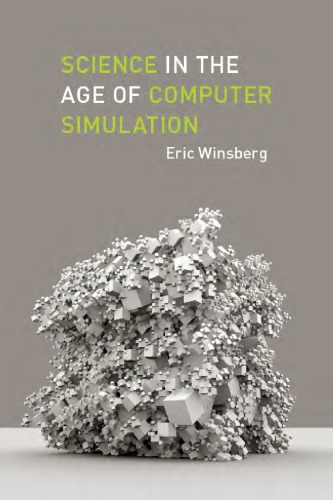 SCIENCE IN THE
AGE OF COMPUTER
SIMULATION
Eric Winsberg